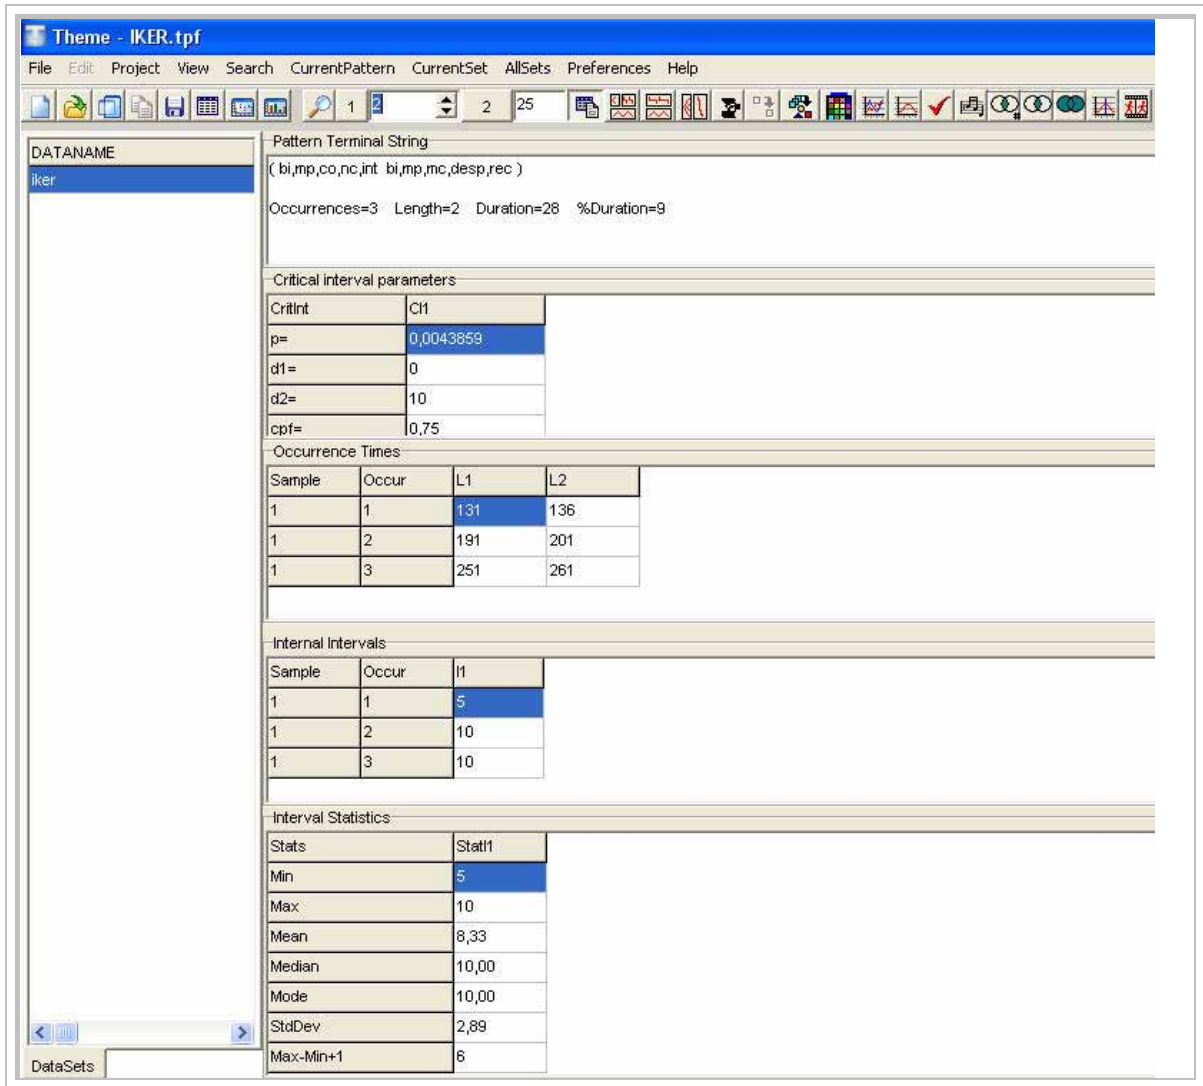 Theme - IKER.tpf
File Edit Project View Search CurrentPattern CurrentSet AllSets Preferences Help
1 2 2 25
DATANAME
iker
Pattern Terminal String
( bi,mp,co,nc,int bi,mp,mc,desp,rec )
Occurrences=3 Length=2 Duration=28 %Duration=9
Critical interval parameters
CritInt CI1
p= 0,0043859
d1= 0
d2= 10
cpf= 0,75
Occurrence Times
Sample Occur L1 L2
1 1 131 136
1 2 191 201
1 3 251 261
Internal Intervals
Sample Occur I1
1 1 5
1 2 10
1 3 10
Interval Statistics
Stats StatI1
Min 5
Max 10
Mean 8,33
Median 10,00
Mode 10,00
StdDev 2,89
Max-Min+1 6
DataSets